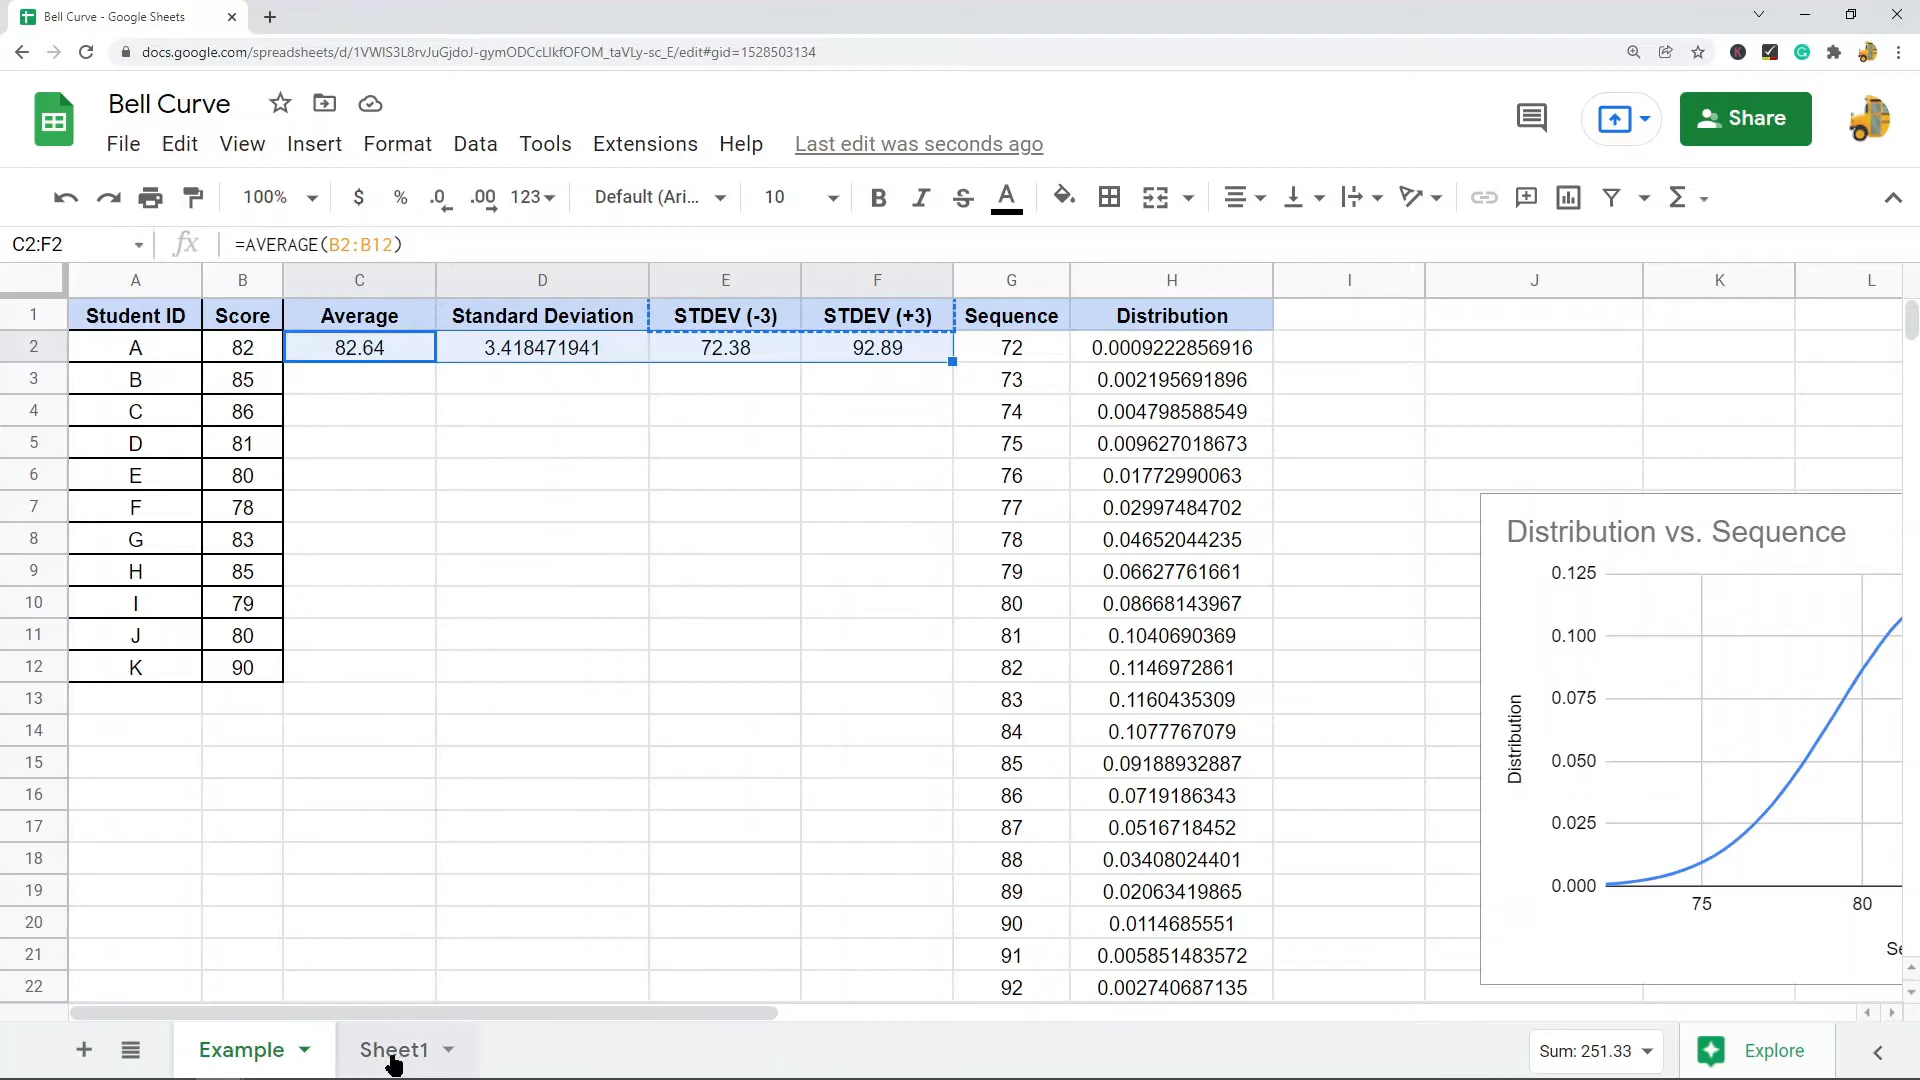 Bell Curve - Google Sheets
docs.google.com/spreadsheets/d/1VWIS3L8rvJuGjdoJ-gymODCcLlkfOFOM_taVLy-sc_E/edit#gid=1528503134
Bell Curve
Share
File Edit View Insert Format Data Tools Extensions Help Last edit was seconds ago
100% $ % .0 .00 123 Default (Ari... 10 B I S A Σ
C2:F2 fx =AVERAGE(B2:B12)
A B C D E F G H I J K L
1 Student ID Score Average Standard Deviation STDEV (-3) STDEV (+3) Sequence Distribution
2 A 82 82.64 3.418471941 72.38 92.89 72 0.0009222856916
3 B 85 73 0.002195691896
4 C 86 74 0.004798588549
5 D 81 75 0.009627018673
6 E 80 76 0.01772990063
7 F 78 77 0.02997484702
8 G 83 78 0.04652044235
9 H 85 79 0.06627761661
10 I 79 80 0.08668143967
11 J 80 81 0.1040690369
12 K 90 82 0.1146972861
13 83 0.1160435309
14 84 0.1077767079
15 85 0.09188932887
16 86 0.0719186343
17 87 0.0516718452
18 88 0.03408024401
19 89 0.02063419865
20 90 0.0114685551
21 91 0.005851483572
22 92 0.002740687135
Distribution vs. Sequence
0.125
0.100
0.075
0.050
0.025
0.000
Distribution
75 80
Se
Example Sheet1 Sum: 251.33 Explore